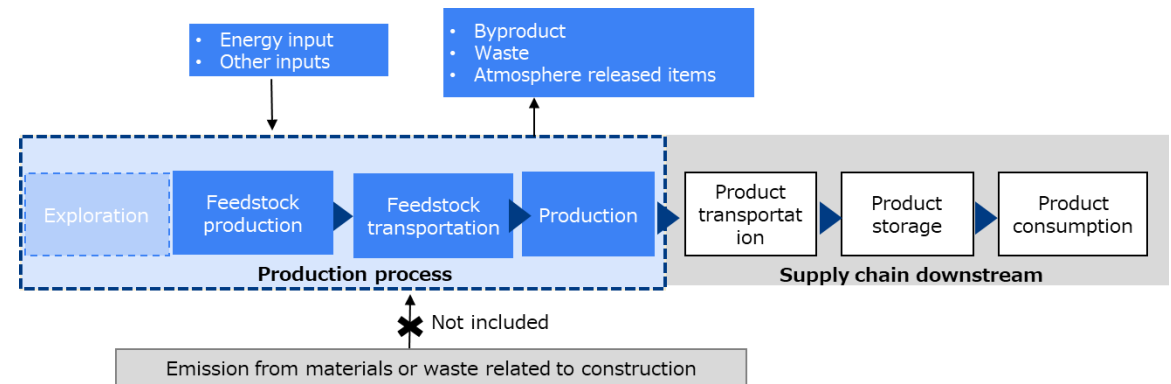 • Energy input
• Other inputs
• Byproduct
• Waste
• Atmosphere released items
Exploration
Feedstock
production
Feedstock
transportation
Production
Product
transportat
ion
Product
storage
Product
consumption
Production process
Supply chain downstream
Not included
Emission from materials or waste related to construction